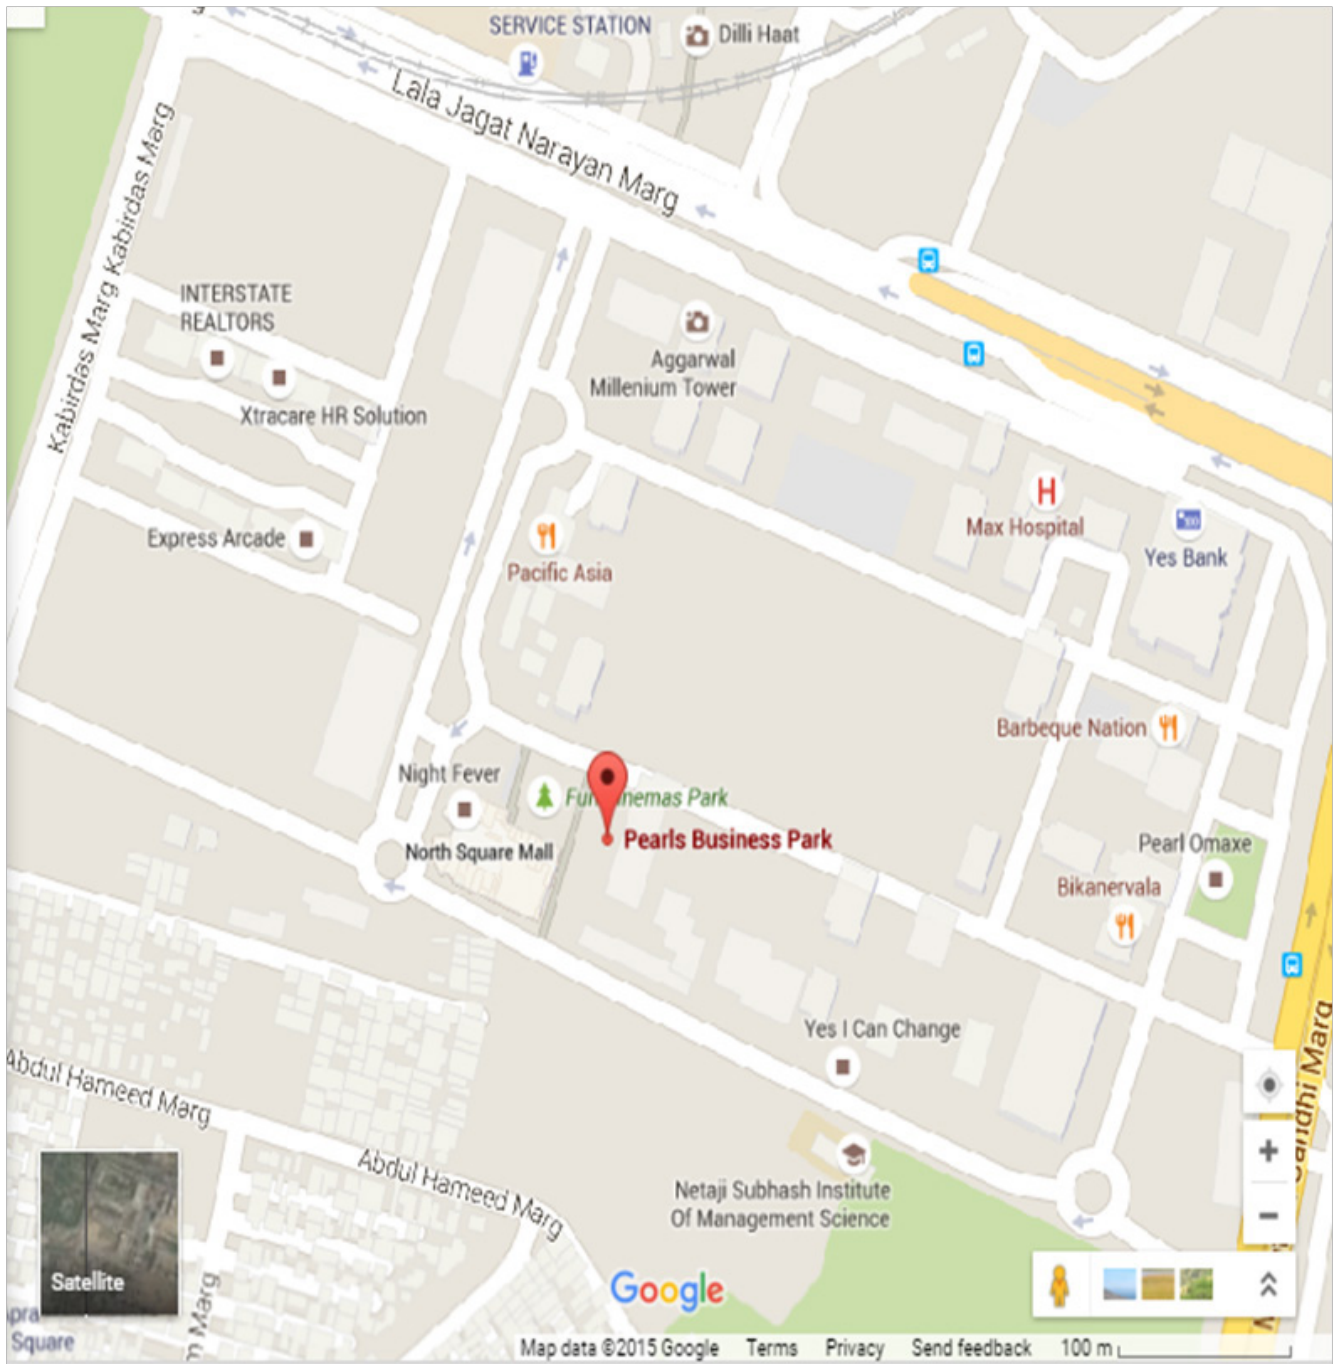 SERVICE STATION
Dilli Haat
Lala Jagat Narayan Marg
Kabirdas Marg Kabirdas Marg
INTERSTATE
REALTORS
Xtracare HR Solution
Aggarwal
Millenium Tower
Express Arcade
Pacific Asia
Max Hospital
Yes Bank
Barbeque Nation
Night Fever
North Square Mall
Park
Pearls Business Park
Pearl Omaxe
Bikanervala
Yes I Can Change
Abdul Hameed Marg
Abdul Hameed Marg
Netaji Subhash Institute
Of Management Science
Marg
Marg
Satellite
Square
Google
Map data ©2015 Google Terms Privacy Send feedback 100 m